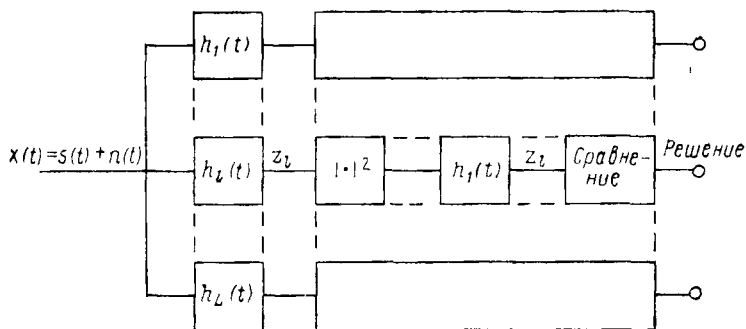 h₁(t)
x(t)=s(t)+n(t)
h_l(t)
z_l
|·|²
h₁(t)
z_l
Сравне-
ние
Решение
h_L(t)